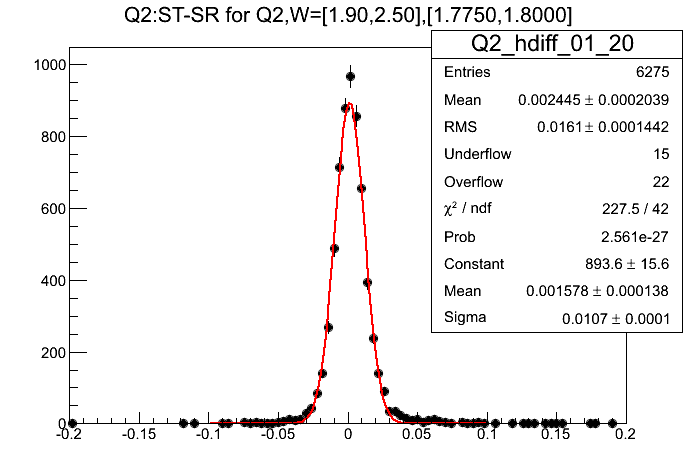 Q2:ST-SR for Q2,W=[1.90,2.50],[1.7750,1.8000]
Q2_hdiff_01_20
Entries 6275
Mean 0.002445 ± 0.0002039
RMS 0.0161 ± 0.0001442
Underflow 15
Overflow 22
χ² / ndf 227.5 / 42
Prob 2.561e-27
Constant 893.6 ± 15.6
Mean 0.001578 ± 0.000138
Sigma 0.0107 ± 0.0001
1000
800
600
400
200
0
-0.2 -0.15 -0.1 -0.05 0 0.05 0.1 0.15 0.2